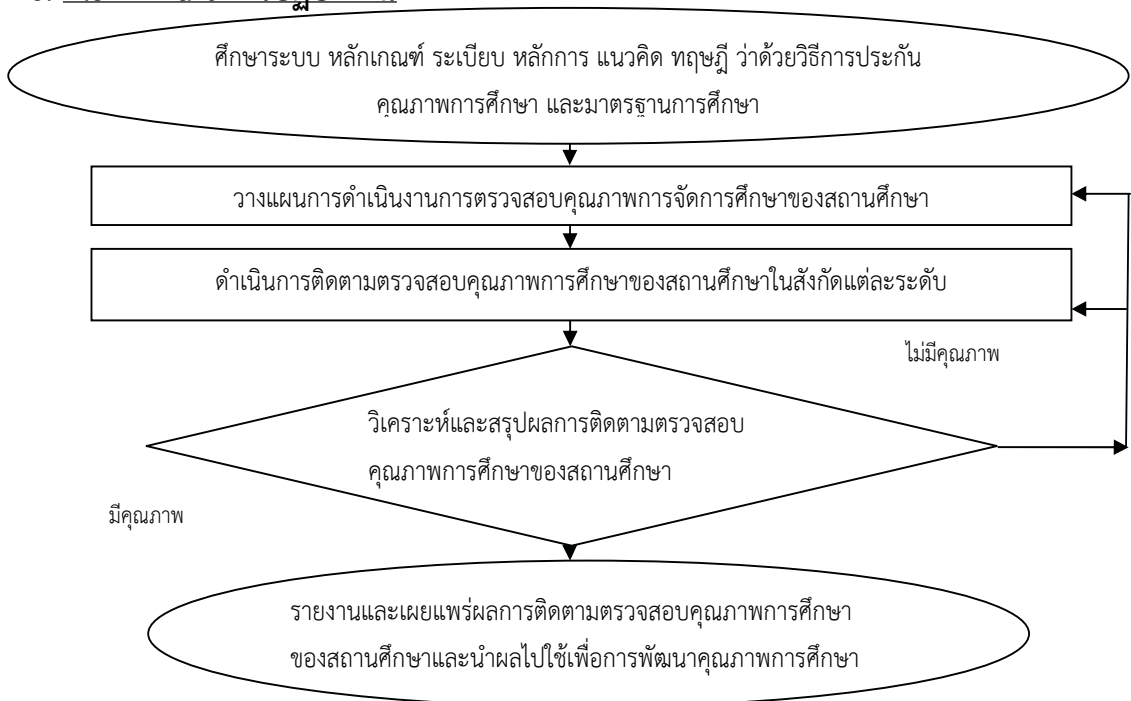 ศึกษาระบบ หลักเกณฑ์ ระเบียบ หลักการ แนวคิด ทฤษฎี ว่าด้วยวิธีการประกัน
คุณภาพการศึกษา และมาตรฐานการศึกษา
วางแผนการดำเนินงานการตรวจสอบคุณภาพการจัดการศึกษาของสถานศึกษา
ดำเนินการติดตามตรวจสอบคุณภาพการศึกษาของสถานศึกษาในสังกัดแต่ละระดับ
ไม่มีคุณภาพ
วิเคราะห์และสรุปผลการติดตามตรวจสอบ
คุณภาพการศึกษาของสถานศึกษา
มีคุณภาพ
รายงานและเผยแพร่ผลการติดตามตรวจสอบคุณภาพการศึกษา
ของสถานศึกษาและนำผลไปใช้เพื่อการพัฒนาคุณภาพการศึกษา